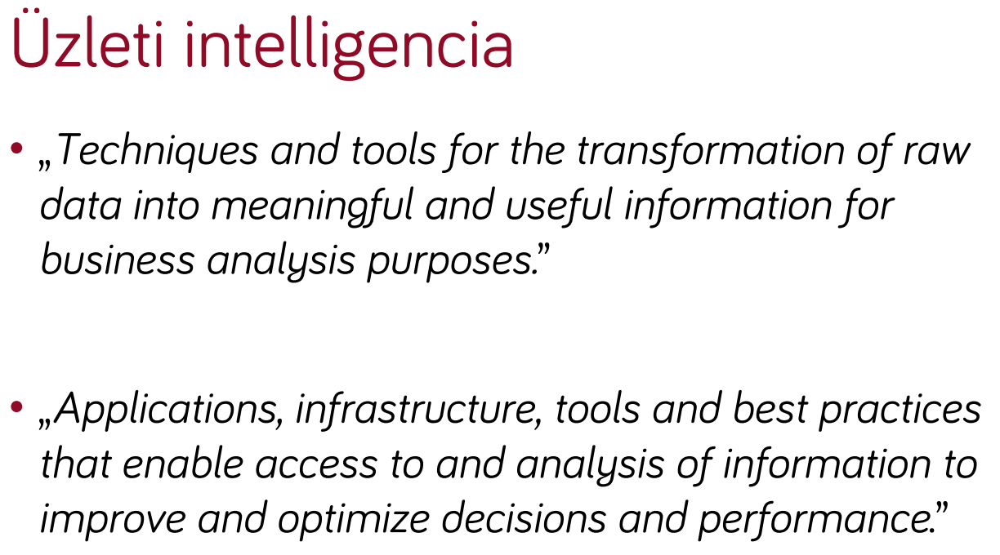 Üzleti intelligencia
• „Techniques and tools for the transformation of raw
data into meaningful and useful information for
business analysis purposes.”
• „Applications, infrastructure, tools and best practices
that enable access to and analysis of information to
improve and optimize decisions and performance.”